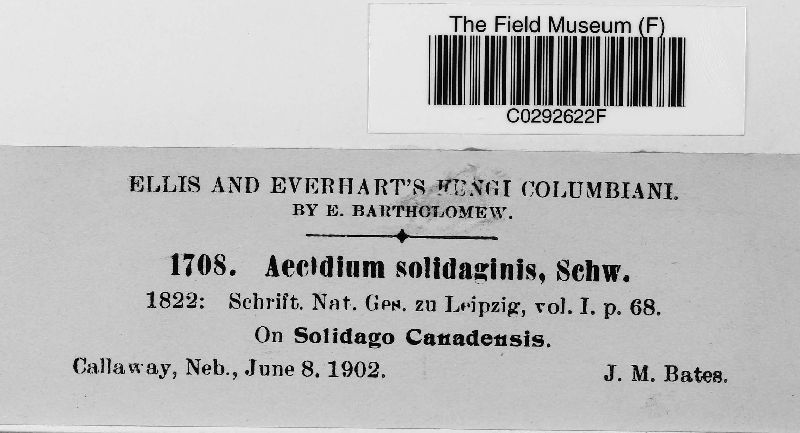 The Field Museum (F)
C0292622F
ELLIS AND EVERHART'S FUNGI COLUMBIANI.
BY E. BARTHOLOMEW.
1708. Aecidium solidaginis, Schw.
1822: Schrift. Nat. Ges. zu Leipzig, vol. I. p. 68.
On Solidago Canadensis.
Callaway, Neb., June 8. 1902. J. M. Bates.